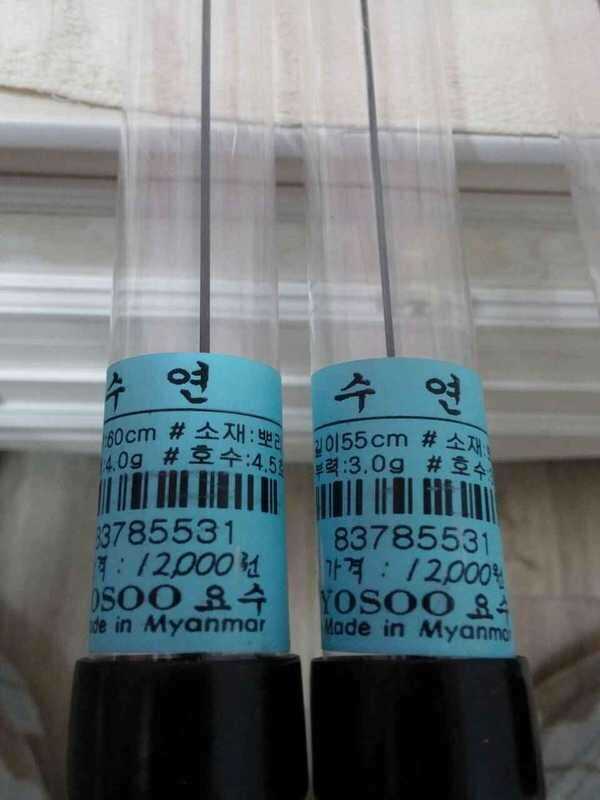 수 연
60cm # 소재:뽀
4.0g # 호수:4.5
83785531
격 : 12,000원
YOSOO 요수
Made in Myanmar
수 연
길이55cm # 소재:
부력:3.0g # 호수:
83785531
가격 : 12,000원
YOSOO 요수
Made in Myanmar